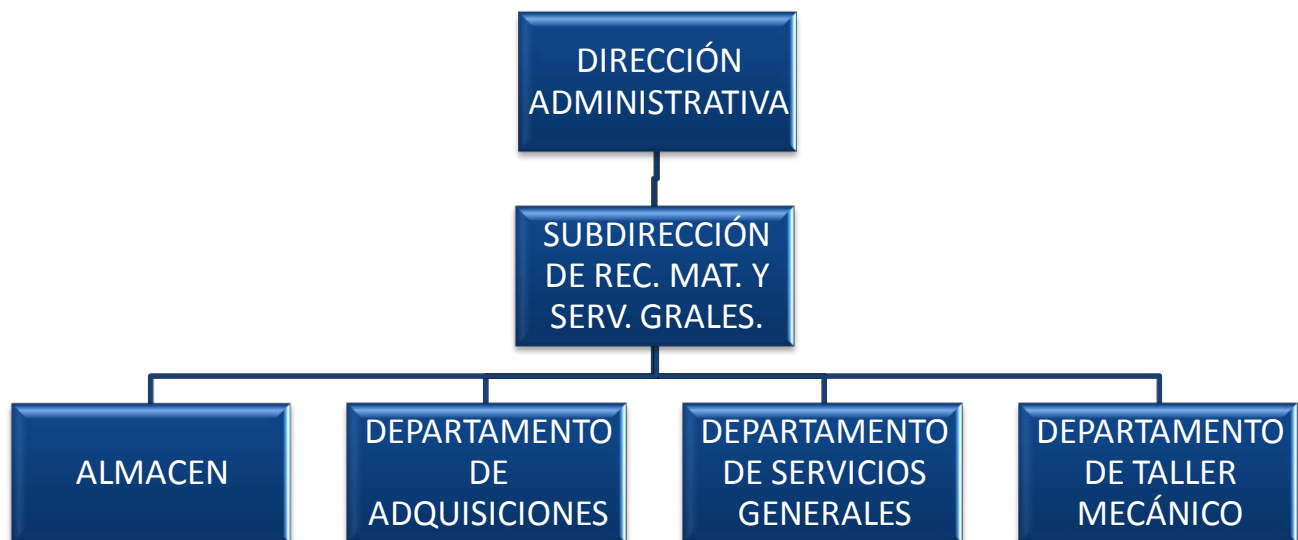 DIRECCIÓN
ADMINISTRATIVA
SUBDIRECCIÓN
DE REC. MAT. Y
SERV. GRALES.
ALMACEN
DEPARTAMENTO
DE
ADQUISICIONES
DEPARTAMENTO
DE SERVICIOS
GENERALES
DEPARTAMENTO
DE TALLER
MECÁNICO